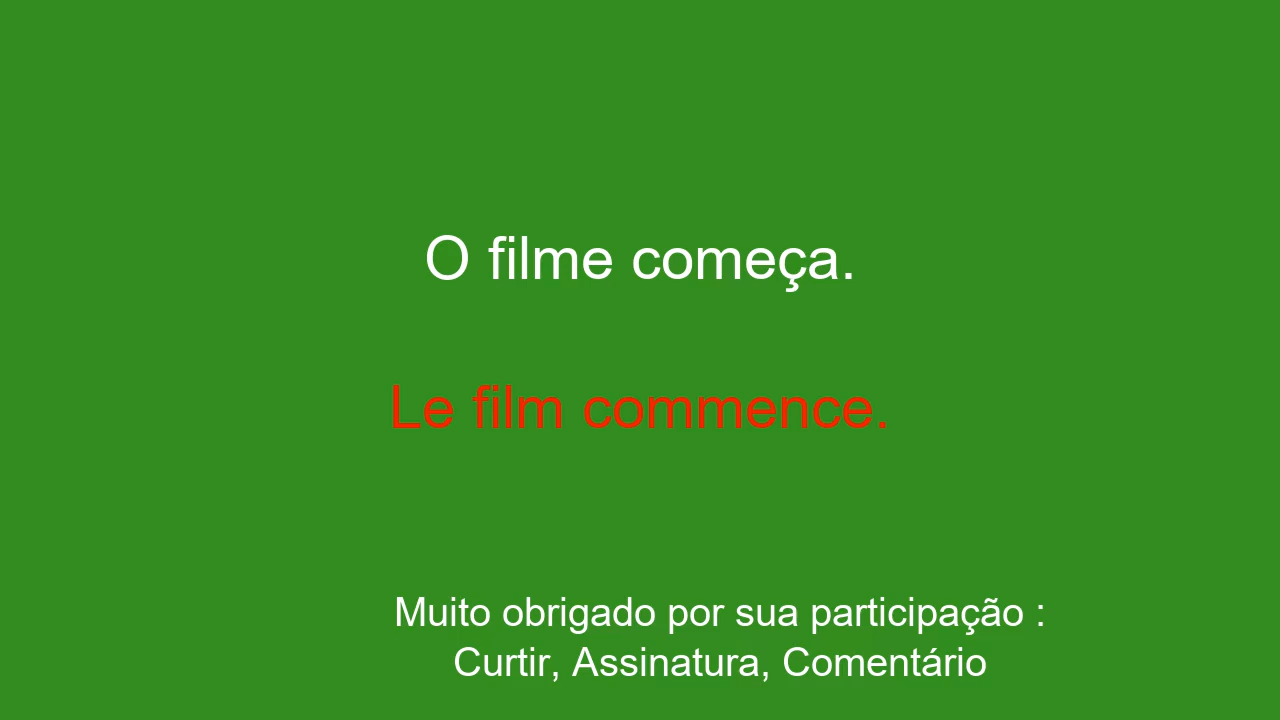 O filme começa.
Le film commence.
Muito obrigado por sua participação :
Curtir, Assinatura, Comentário